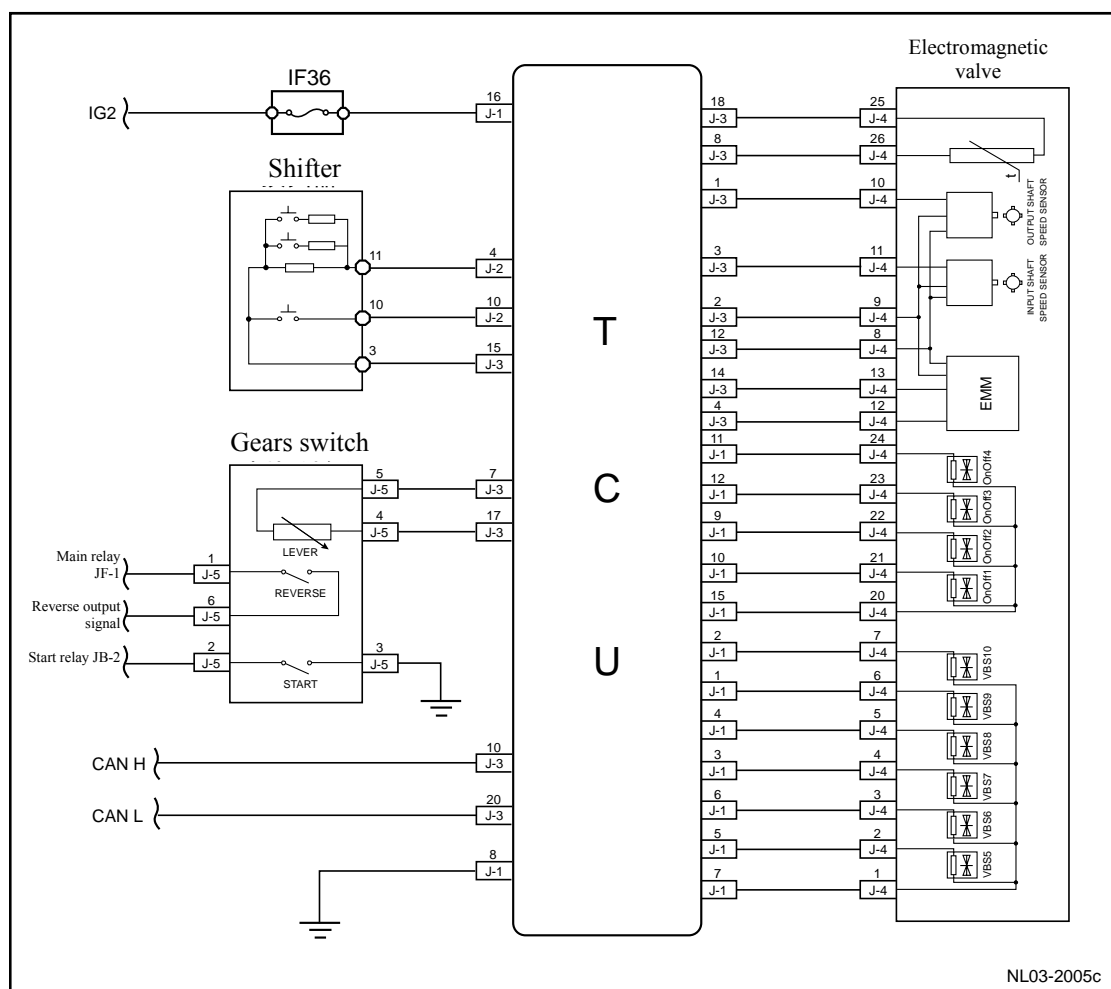 Electromagnetic
valve
IF36
IG2
16
J-1
Shifter
11
4
J-2
10
10
J-2
3
15
J-3
Gears switch
5
J-5
7
J-3
4
J-5
17
J-3
LEVER
Main relay
JF-1
1
J-5
REVERSE
Reverse output
signal
6
J-5
Start relay JB-2
2
J-5
3
J-5
START
CAN H
10
J-3
CAN L
20
J-3
8
J-1
T
C
U
18
J-3
25
J-4
8
J-3
26
J-4
t
1
J-3
10
J-4
OUTPUT SHAFT
SPEED SENSOR
3
J-3
11
J-4
INPUT SHAFT
SPEED SENSOR
2
J-3
9
J-4
12
J-3
8
J-4
14
J-3
13
J-4
EMM
4
J-3
12
J-4
11
J-1
24
J-4
OnOff4
12
J-1
23
J-4
OnOff3
9
J-1
22
J-4
OnOff2
10
J-1
21
J-4
OnOff1
15
J-1
20
J-4
2
J-1
7
J-4
VBS10
1
J-1
6
J-4
VBS9
4
J-1
5
J-4
VBS8
3
J-1
4
J-4
VBS7
6
J-1
3
J-4
VBS6
5
J-1
2
J-4
VBS5
7
J-1
1
J-4
NL03-2005c